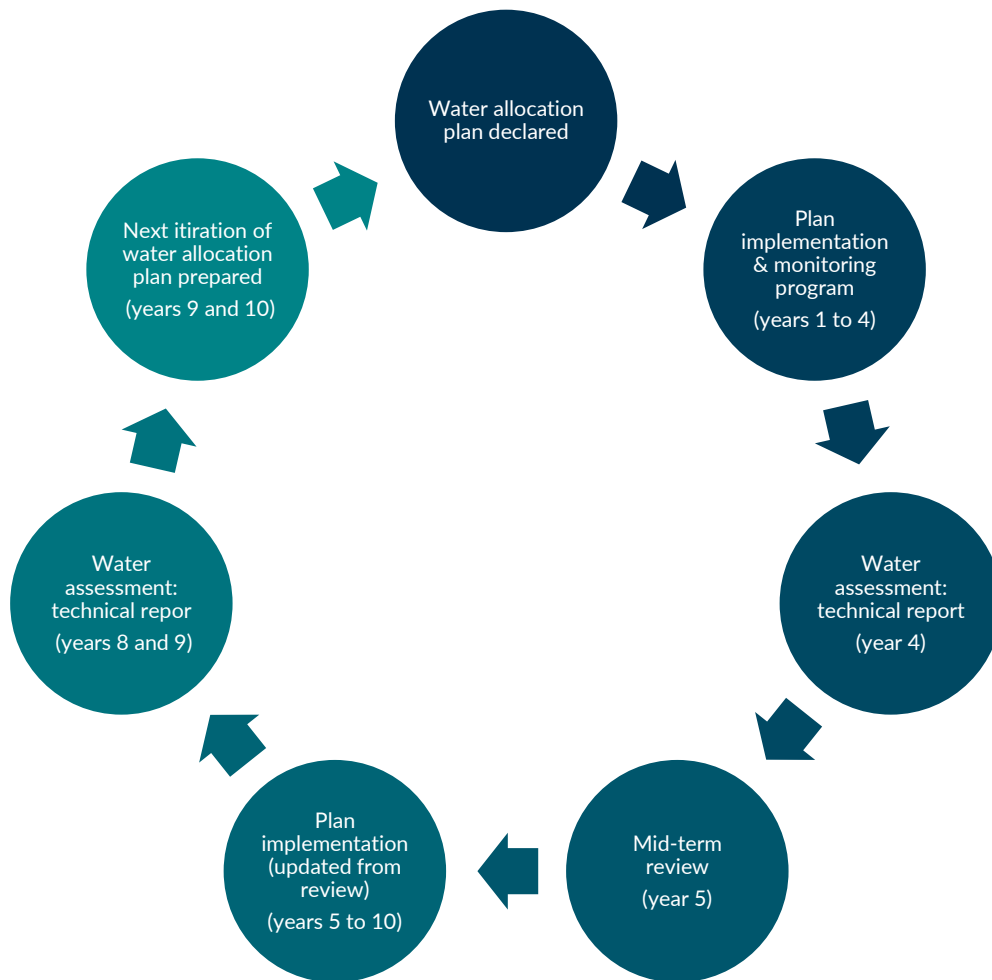 Water allocation
plan declared
Plan
implementation
& monitoring
program
(years 1 to 4)
Water
assessment:
technical report
(year 4)
Mid-term
review
(year 5)
Plan
implementation
(updated from
review)
(years 5 to 10)
Water
assessment:
technical repor
(years 8 and 9)
Next itiration of
water allocation
plan prepared
(years 9 and 10)